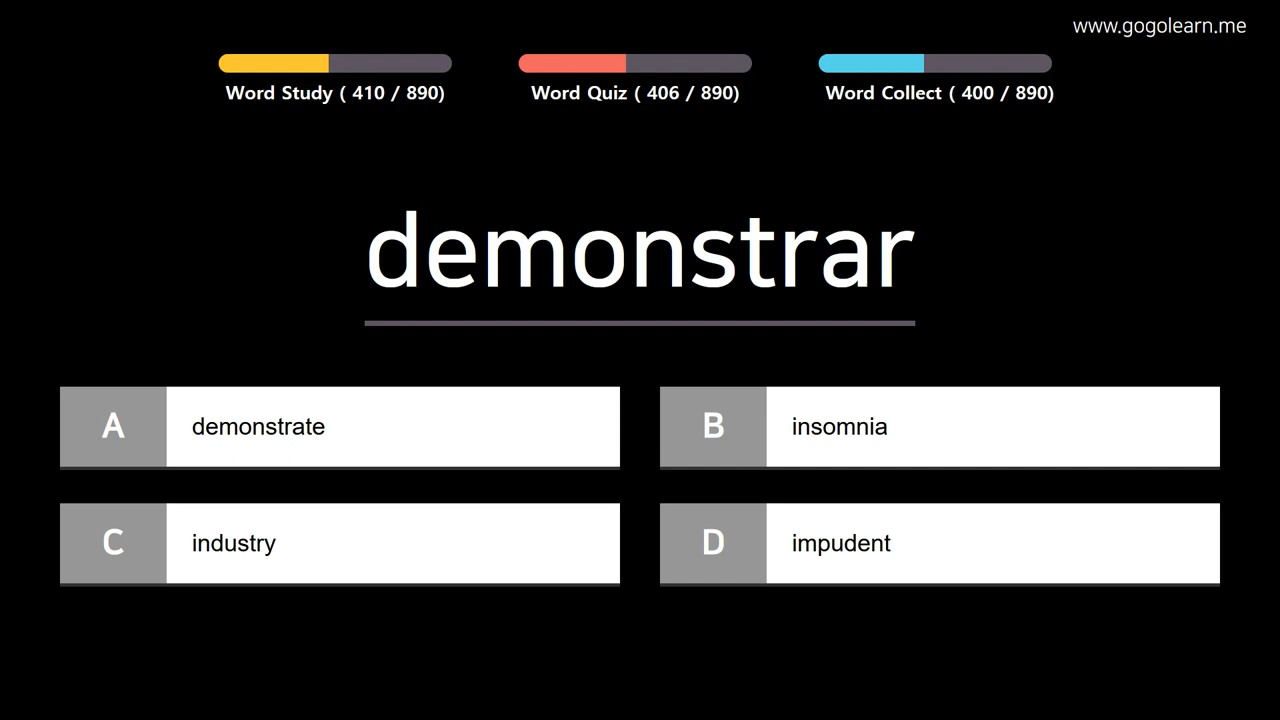 www.gogolearn.me
Word Study ( 410 / 890)
Word Quiz ( 406 / 890)
Word Collect ( 400 / 890)
demonstrar
A demonstrate
B insomnia
C industry
D impudent